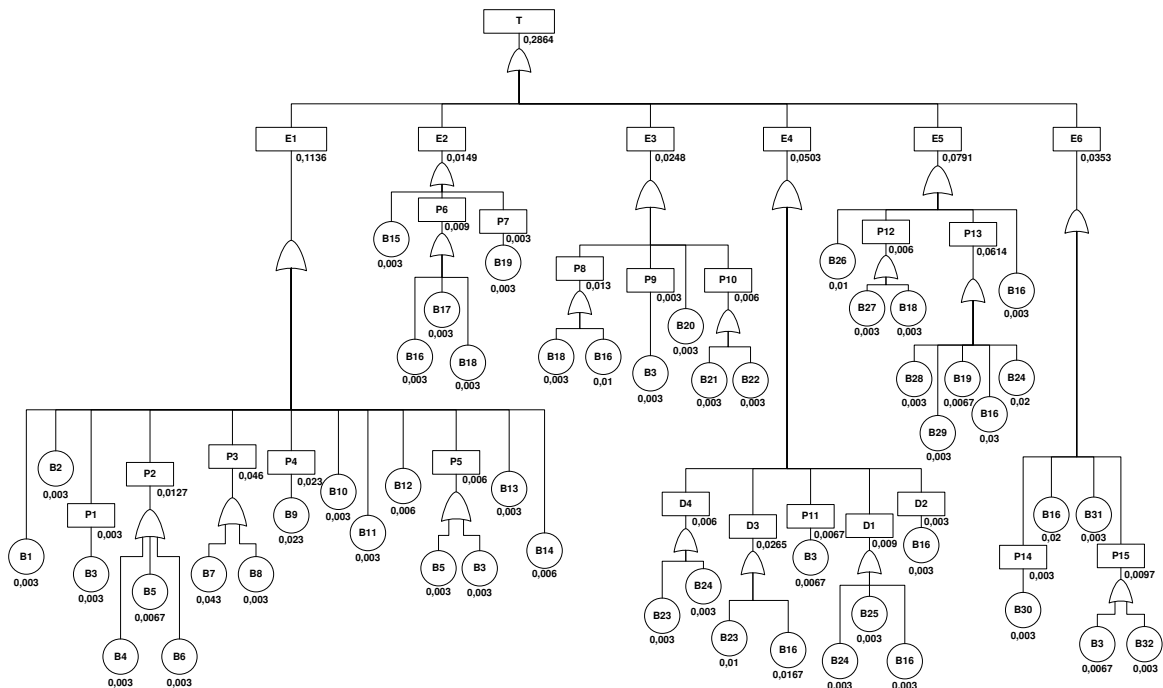 T
0,2864
E1
0,1136
E2
0,0149
E3
0,0248
E4
0,0503
E5
0,0791
E6
0,0353
B15
0,003
P6
0,009
P7
0,003
B19
0,003
B17
0,003
B16
0,003
B18
0,003
P8
0,013
B18
0,003
B16
0,01
P9
0,003
B3
0,003
B20
0,003
P10
0,006
B21
0,003
B22
0,003
B26
0,01
P12
0,006
B27
0,003
B18
0,003
P13
0,0614
B16
0,003
B28
0,003
B29
0,003
B19
0,0067
B16
0,03
B24
0,02
B1
0,003
B2
0,003
P1
0,003
B3
0,003
P2
0,0127
B4
0,003
B5
0,0067
B6
0,003
P3
0,046
B7
0,043
B8
0,003
P4
0,023
B9
0,023
B10
0,003
B11
0,003
B12
0,006
P5
0,006
B5
0,003
B3
0,003
B13
0,003
B14
0,006
D4
0,006
B23
0,003
B24
0,003
D3
0,0265
B23
0,01
B16
0,0167
P11
0,0067
B3
0,0067
D1
0,009
B24
0,003
B25
0,003
B16
0,003
D2
0,003
B16
0,003
P14
0,003
B30
0,003
B16
0,02
B31
0,003
P15
0,0097
B3
0,0067
B32
0,003